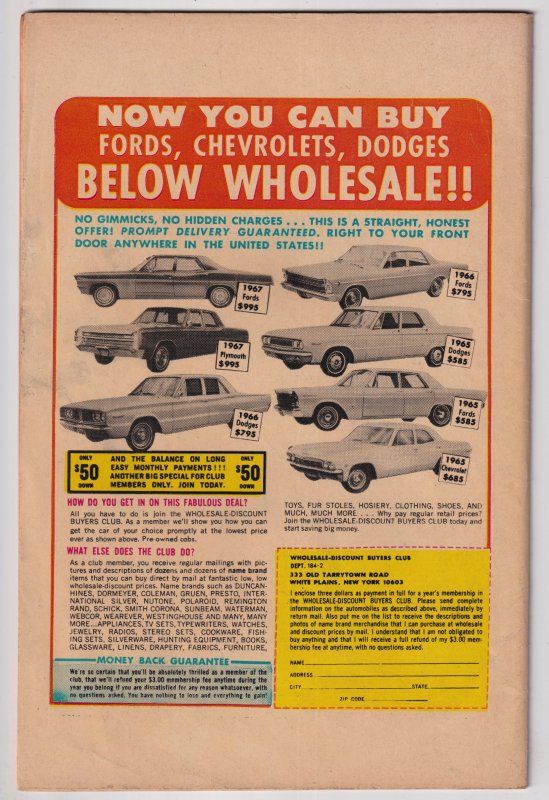 NOW YOU CAN BUY
FORDS, CHEVROLETS, DODGES
BELOW WHOLESALE!!
NO GIMMICKS, NO HIDDEN CHARGES . . . THIS IS A STRAIGHT, HONEST
OFFER! PROMPT DELIVERY GUARANTEED. RIGHT TO YOUR FRONT
DOOR ANYWHERE IN THE UNITED STATES!!
1967
Fords
$995
1966
Fords
$795
1967
Plymouth
$995
1965
Dodges
$585
1966
Dodges
$795
1965
Fords
$585
1965
Chevrolet
$685
ONLY
$50
DOWN
AND THE BALANCE ON LONG
EASY MONTHLY PAYMENTS!!!
ANOTHER BIG SPECIAL FOR CLUB
MEMBERS ONLY. JOIN TODAY.
ONLY
$50
DOWN
HOW DO YOU GET IN ON THIS FABULOUS DEAL?
All you have to do is join the WHOLESALE-DISCOUNT
BUYERS CLUB. As a member we'll show you how you can
get the car of your choice promptly at the lowest price
ever as shown above. Pre-owned cabs.
WHAT ELSE DOES THE CLUB DO?
As a club member, you receive regular mailings with pic-
tures and descriptions of dozens and dozens of name brand
items that you can buy direct by mail at fantastic low, low
wholesale-discount prices. Name brands such as DUNCAN-
HINES, DORMEYER, COLEMAN, GRUEN, PRESTO, INTER-
NATIONAL SILVER, NUTONE, POLAROID, REMINGTON
RAND, SCHICK, SMITH CORONA, SUNBEAM, WATERMAN,
WEBCOR, WEAREVER, WESTINGHOUSE AND MANY, MANY
MORE...APPLIANCES, TV SETS, TYPEWRITERS, WATCHES,
JEWELRY, RADIOS, STEREO SETS, COOKWARE, FISH-
ING SETS, SILVERWARE, HUNTING EQUIPMENT, BOOKS,
GLASSWARE, LINENS, DRAPERY, FABRICS, FURNITURE,
MONEY BACK GUARANTEE
We're so certain that you'll be absolutely thrilled as a member of the
club, that we'll refund your $3.00 membership fee anytime during the
year you belong if you are dissatisfied for any reason whatsoever, with
no questions asked. You have nothing to lose and everything to gain!
TOYS, FUR STOLES, HOSIERY, CLOTHING, SHOES, AND
MUCH, MUCH MORE . . . Why pay regular retail prices?
Join the WHOLESALE-DISCOUNT BUYERS CLUB today and
start saving big money.
WHOLESALE-DISCOUNT BUYERS CLUB
DEPT. 184-2
333 OLD TARRYTOWN ROAD
WHITE PLAINS, NEW YORK 10603
I enclose three dollars as payment in full for a year's membership in
the WHOLESALE-DISCOUNT BUYERS CLUB. Please send complete
information on the automobiles as described above, immediately by
return mail. Also put me on the list to receive the descriptions and
photos of name brand merchandise that I can purchase at wholesale
and discount prices by mail. I understand that I am not obligated to
buy anything and that I will receive a full refund of my $3.00 mem-
bership fee at anytime, with no questions asked.
NAME
ADDRESS
CITY STATE
ZIP CODE